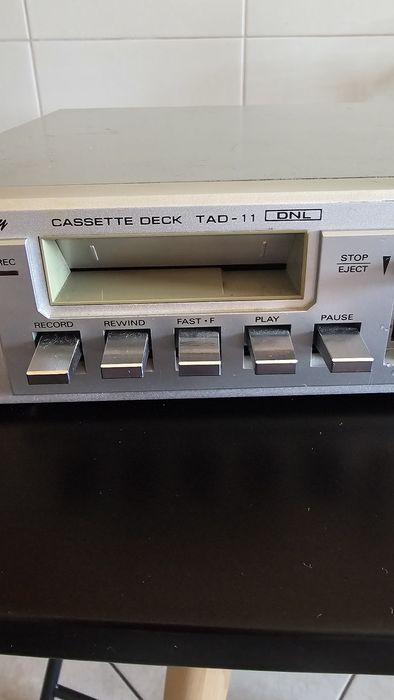 CASSETTE DECK TAD-11 DNL
REC
STOP
EJECT
RECORD REWIND FAST·F PLAY PAUSE